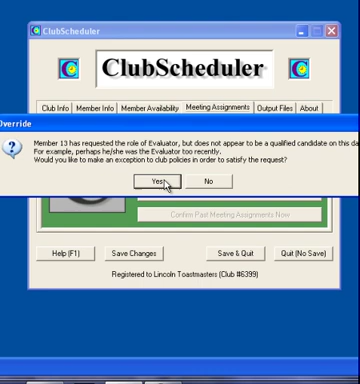 ClubScheduler
ClubScheduler
Club Info Member Info Member Availability Meeting Assignments Output Files About
Override
Member 13 has requested the role of Evaluator, but does not appear to be a qualified candidate on this da
For example, perhaps he/she was the Evaluator too recently.
Would you like to make an exception to club policies in order to satisfy the request?
Yes No
Confirm Past Meeting Assignments Now
Help (F1) Save Changes Save & Quit Quit (No Save)
Registered to Lincoln Toastmasters (Club #6399)